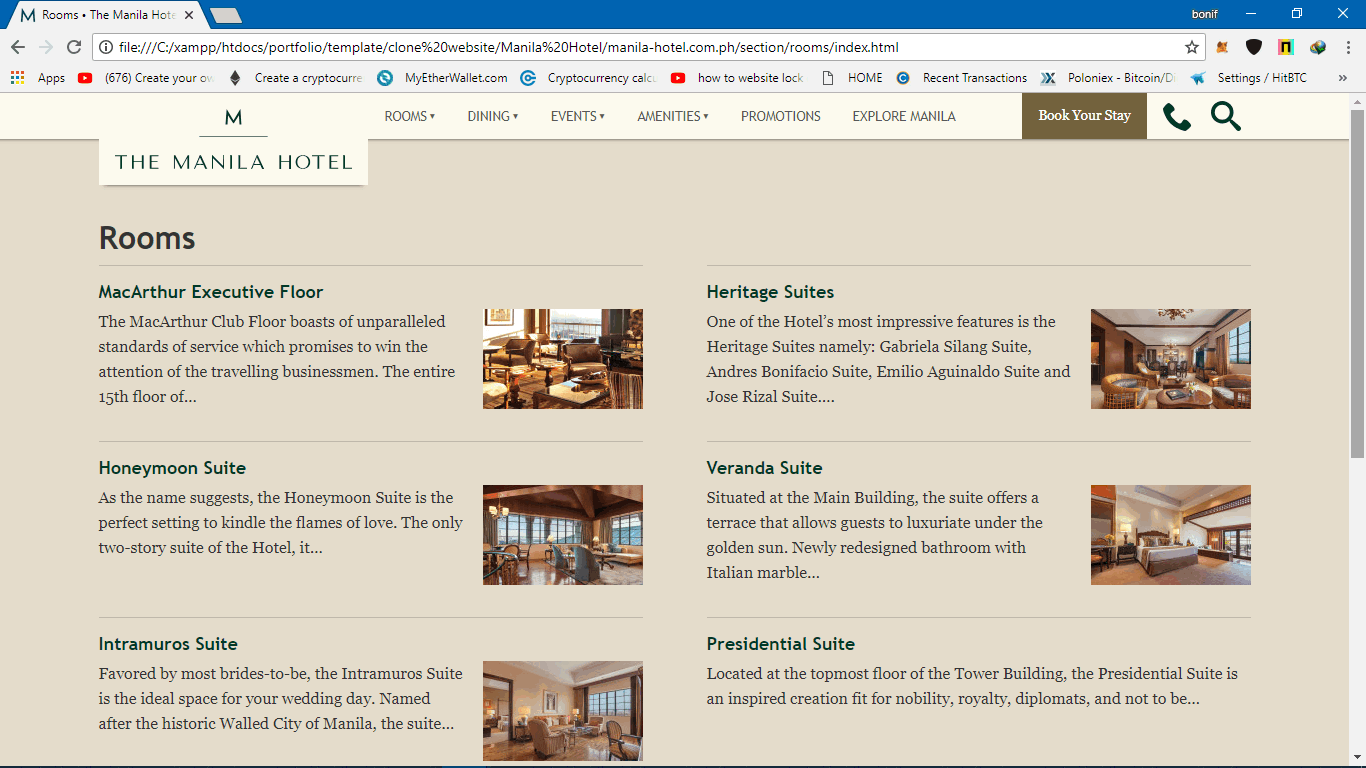 Rooms • The Manila Hote
bonif
file:///C:/xampp/htdocs/portfolio/template/clone%20website/Manila%20Hotel/manila-hotel.com.ph/section/rooms/index.html
Apps
(676) Create your ow
Create a cryptocurre
MyEtherWallet.com
Cryptocurrency calcu
how to website lock
HOME
Recent Transactions
Poloniex - Bitcoin/Di
Settings / HitBTC
»
M
THE MANILA HOTEL
ROOMS ▾
DINING ▾
EVENTS ▾
AMENITIES ▾
PROMOTIONS
EXPLORE MANILA
Book Your Stay
Rooms
MacArthur Executive Floor
The MacArthur Club Floor boasts of unparalleled
standards of service which promises to win the
attention of the travelling businessmen. The entire
15th floor of…
Heritage Suites
One of the Hotel’s most impressive features is the
Heritage Suites namely: Gabriela Silang Suite,
Andres Bonifacio Suite, Emilio Aguinaldo Suite and
Jose Rizal Suite.…
Honeymoon Suite
As the name suggests, the Honeymoon Suite is the
perfect setting to kindle the flames of love. The only
two-story suite of the Hotel, it…
Veranda Suite
Situated at the Main Building, the suite offers a
terrace that allows guests to luxuriate under the
golden sun. Newly redesigned bathroom with
Italian marble…
Intramuros Suite
Favored by most brides-to-be, the Intramuros Suite
is the ideal space for your wedding day. Named
after the historic Walled City of Manila, the suite…
Presidential Suite
Located at the topmost floor of the Tower Building, the Presidential Suite is
an inspired creation fit for nobility, royalty, diplomats, and not to be…